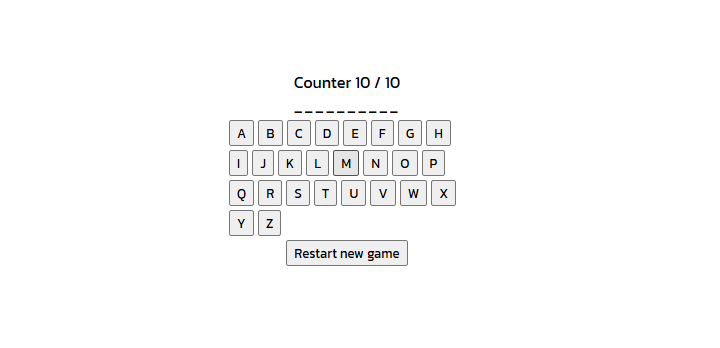 Counter 10 / 10
_ _ _ _ _ _ _ _ _ _
A B C D E F G H
I J K L M N O P
Q R S T U V W X
Y Z
Restart new game